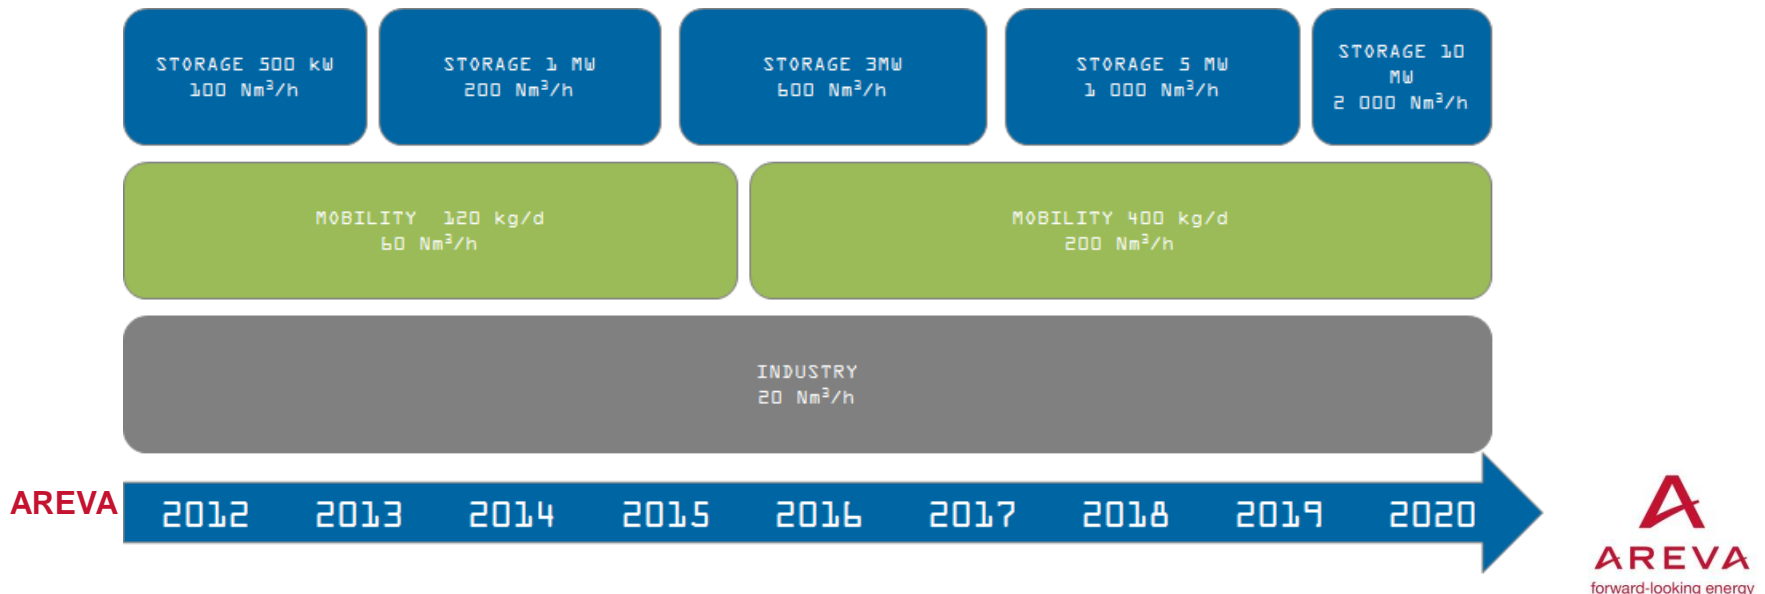 STORAGE 500 kW
100 Nm³/h
STORAGE 1 MW
200 Nm³/h
STORAGE 3MW
600 Nm³/h
STORAGE 5 MW
1 000 Nm³/h
STORAGE 10
MW
2 000 Nm³/h
MOBILITY 120 kg/d
60 Nm³/h
MOBILITY 400 kg/d
200 Nm³/h
INDUSTRY
20 Nm³/h
AREVA
2012 2013 2014 2015 2016 2017 2018 2019 2020
AREVA
forward-looking energy